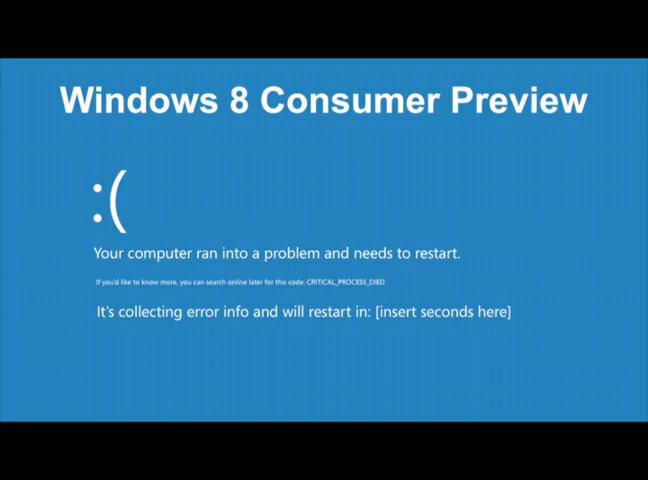 Windows 8 Consumer Preview
:(
Your computer ran into a problem and needs to restart.
If you'd like to know more, you can search online later for this code: CRITICAL_PROCESS_DIED
It's collecting error info and will restart in: [insert seconds here]